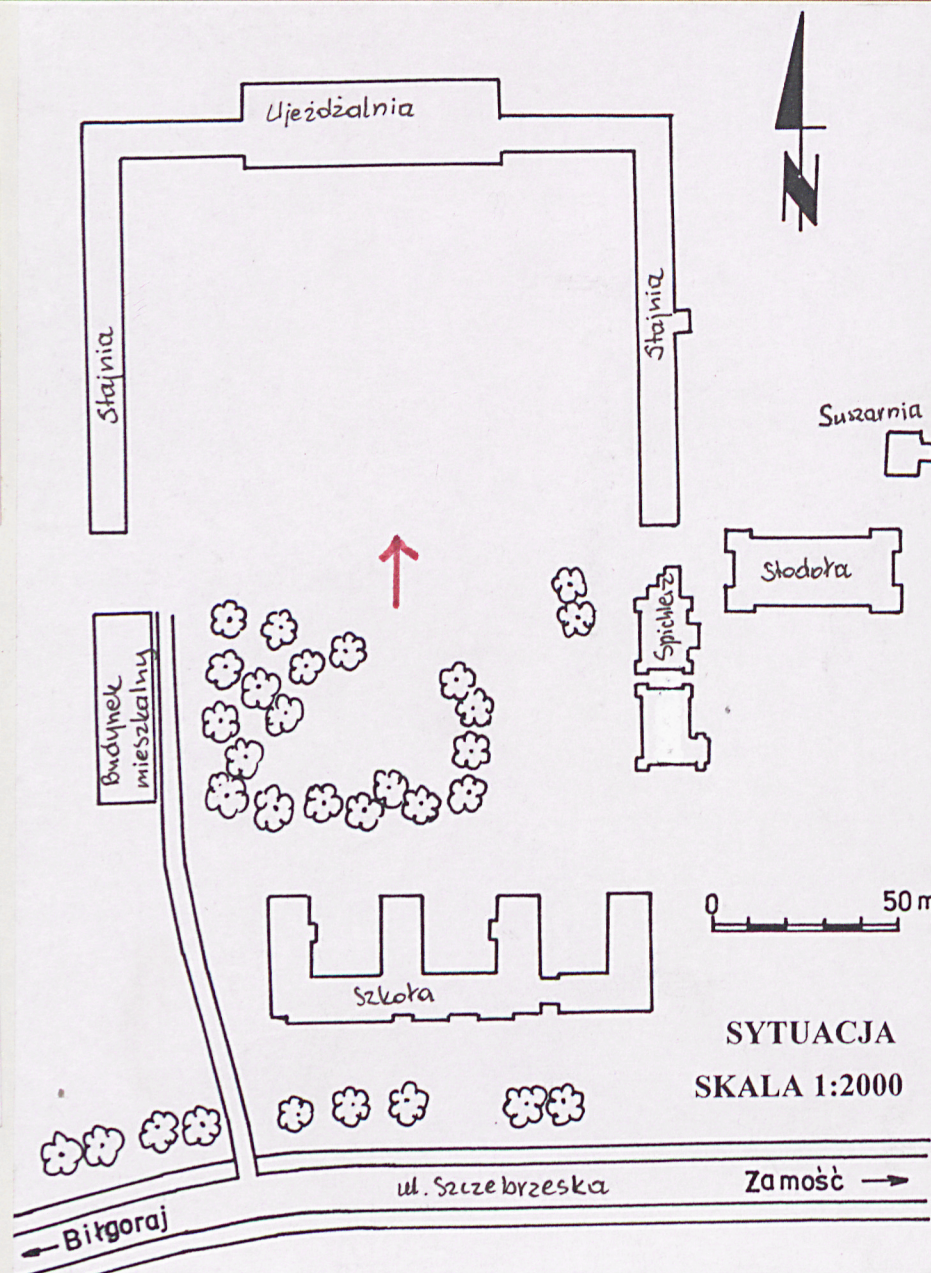 Ujeżdżalnia
N
Stajnia
Stajnia
Suszarnia
Stodoła
Spichlerz
Budynek
mieszkalny
0 50 m
Szkoła
SYTUACJA
SKALA 1:2000
ul. Szczebrzeska
Zamość
Biłgoraj